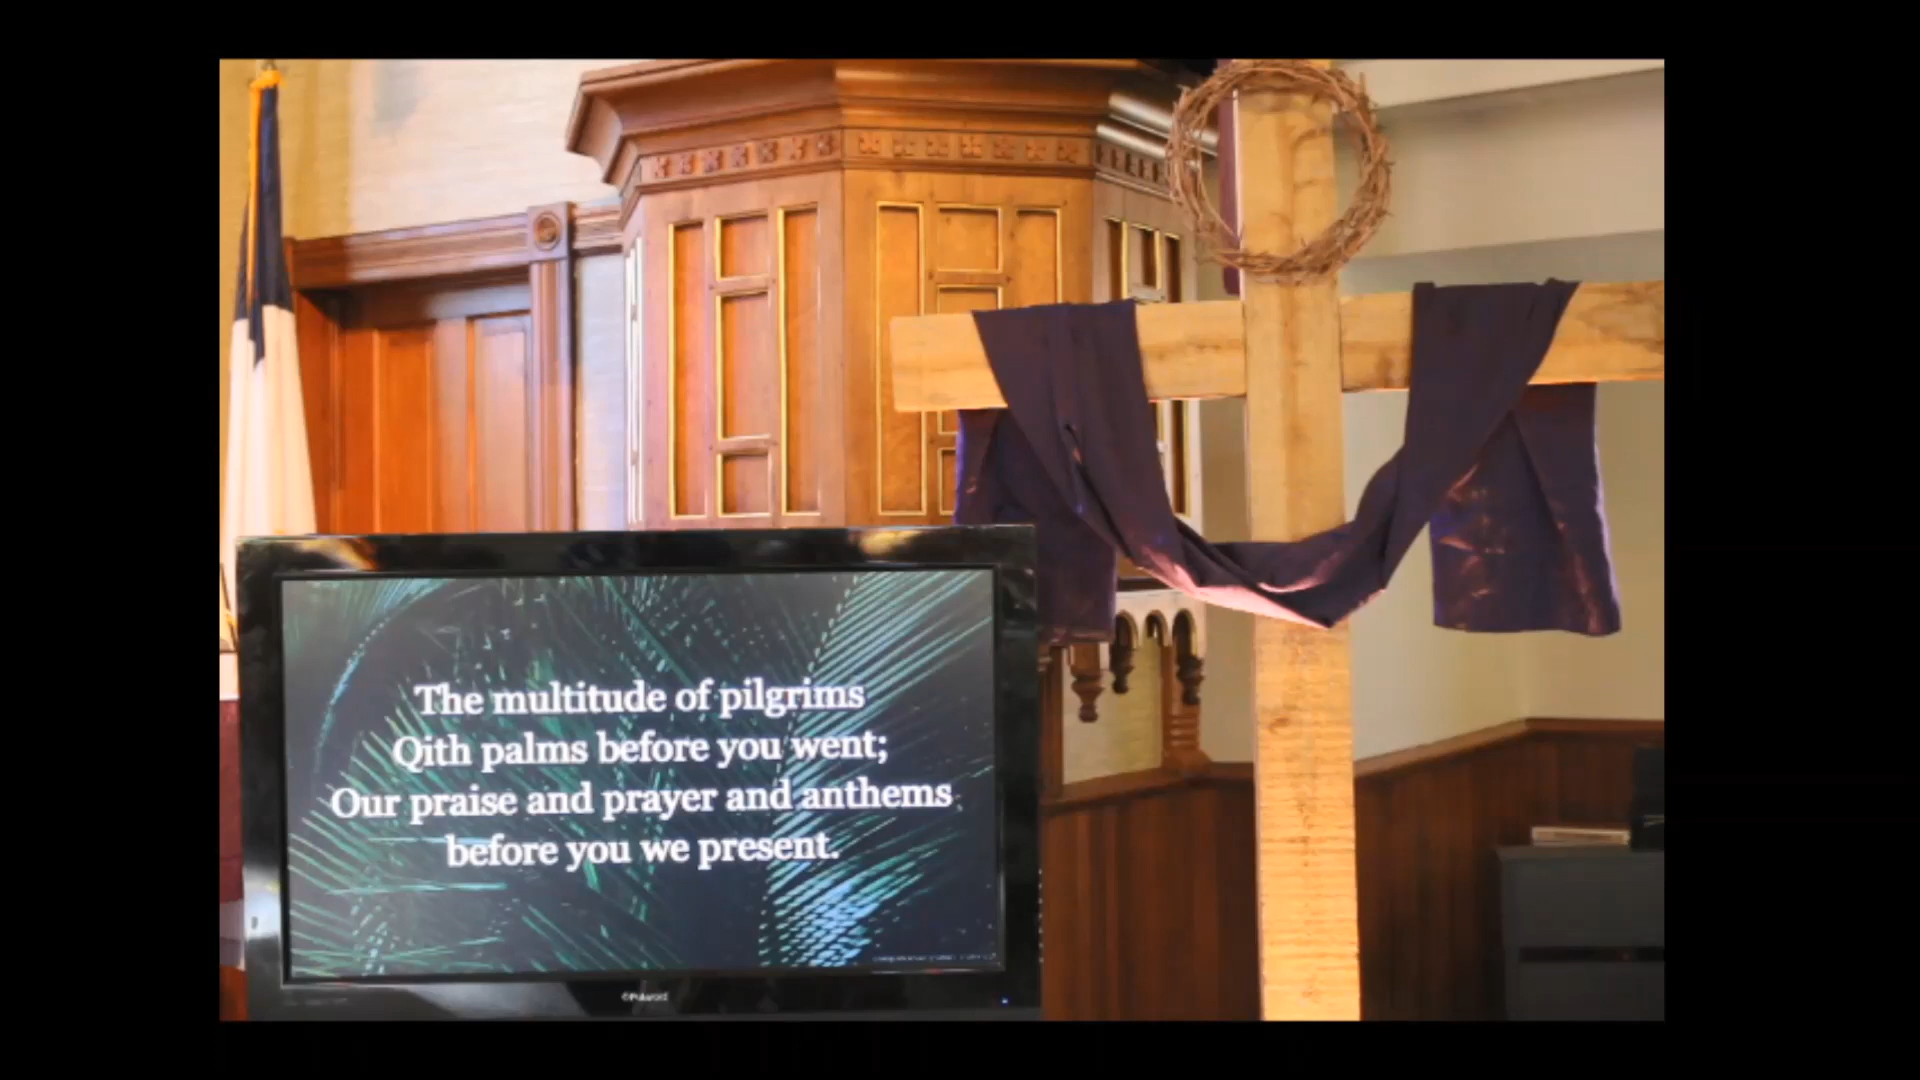 The multitude of pilgrims
Qith palms before you went;
Our praise and prayer and anthems
before you we present.
Polaroid